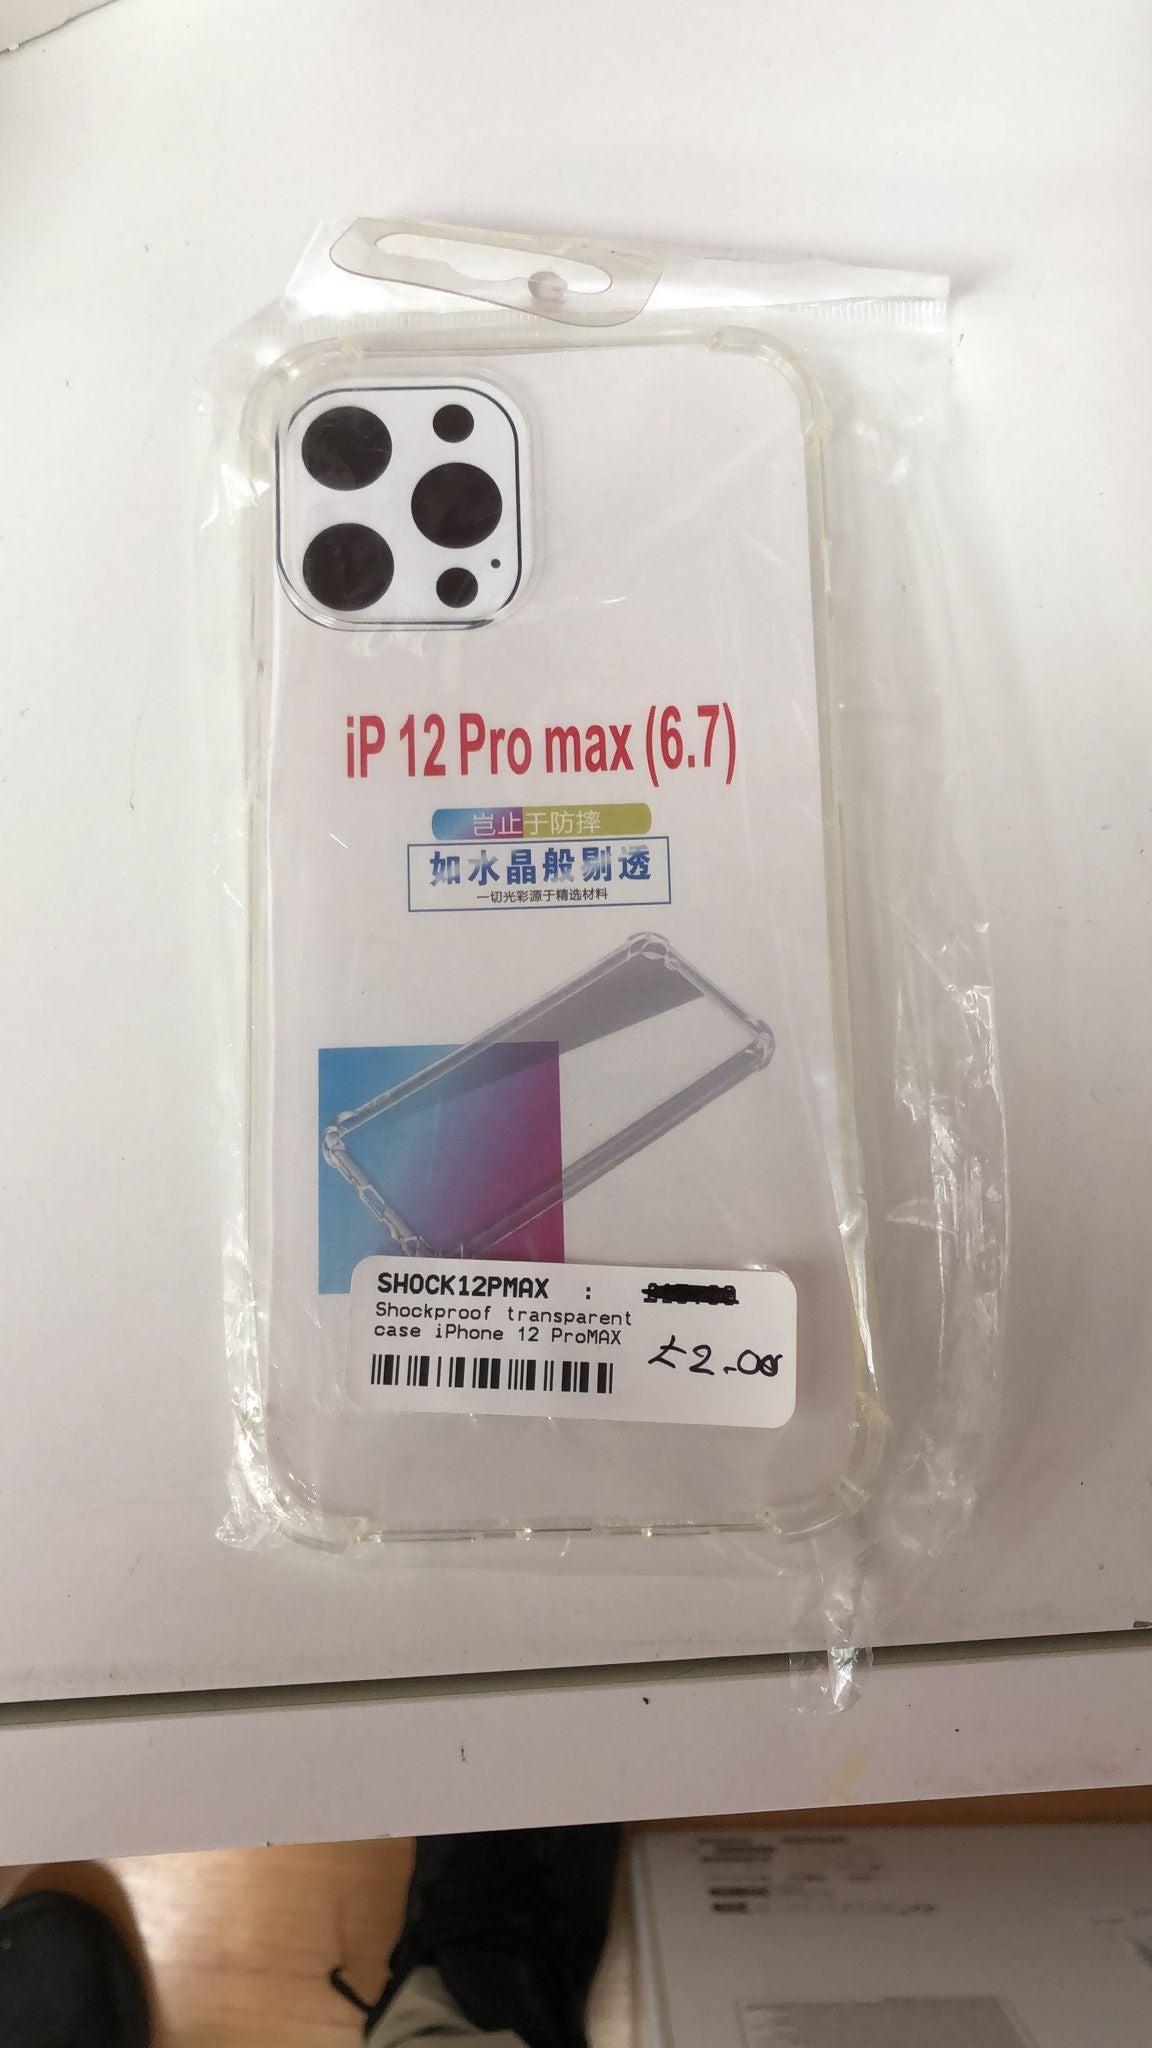 iP 12 Pro max (6.7)
岂止于防摔
如水晶般剔透
一切光彩源于精选材料
SHOCK12PMAX :
Shockproof transparent
case iPhone 12 ProMAX
£2.00